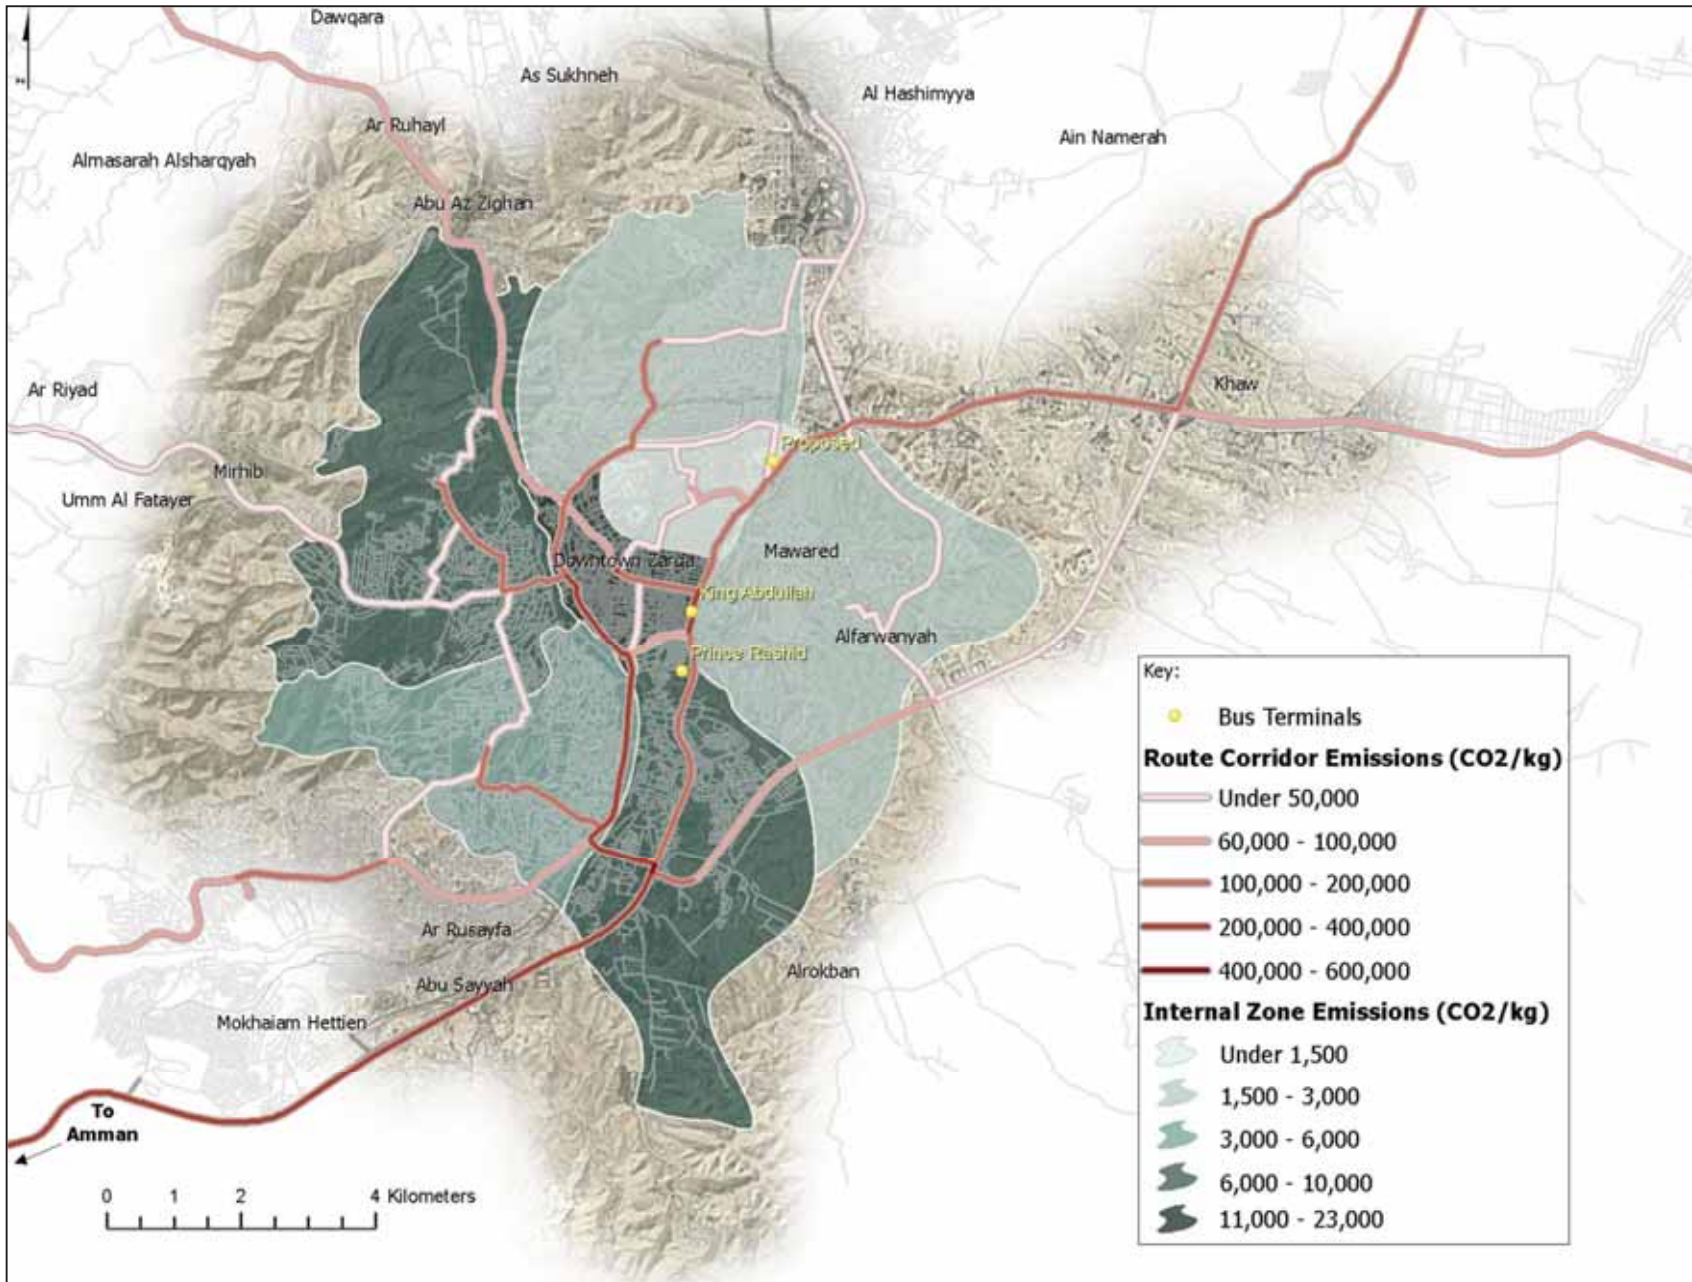 Dawqara
As Sukhneh
Al Hashimyya
Ar Ruhayl
Ain Namerah
Almasarah Alsharqyah
Abu Az Zighan
Ar Riyad
Khaw
Proposed
Mirhib
Umm Al Fatayer
Mawared
Downtown Zarqa
King Abdullah
Alfarwanyah
Prince Rashid
Ar Rusayfa
Alrokban
Abu Sayyah
Mokhaiam Hettien
To
Amman
0 1 2 4 Kilometers
Key:
Bus Terminals
Route Corridor Emissions (CO2/kg)
Under 50,000
60,000 - 100,000
100,000 - 200,000
200,000 - 400,000
400,000 - 600,000
Internal Zone Emissions (CO2/kg)
Under 1,500
1,500 - 3,000
3,000 - 6,000
6,000 - 10,000
11,000 - 23,000